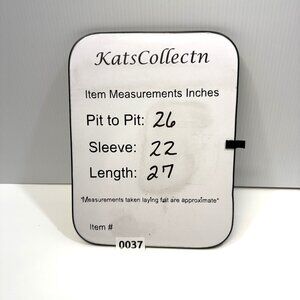 KatsCollectn
Item Measurements Inches
Pit to Pit: 26
Sleeve: 22
Length: 27
"Measurements taken laying flat are approximate"
Item #
0037